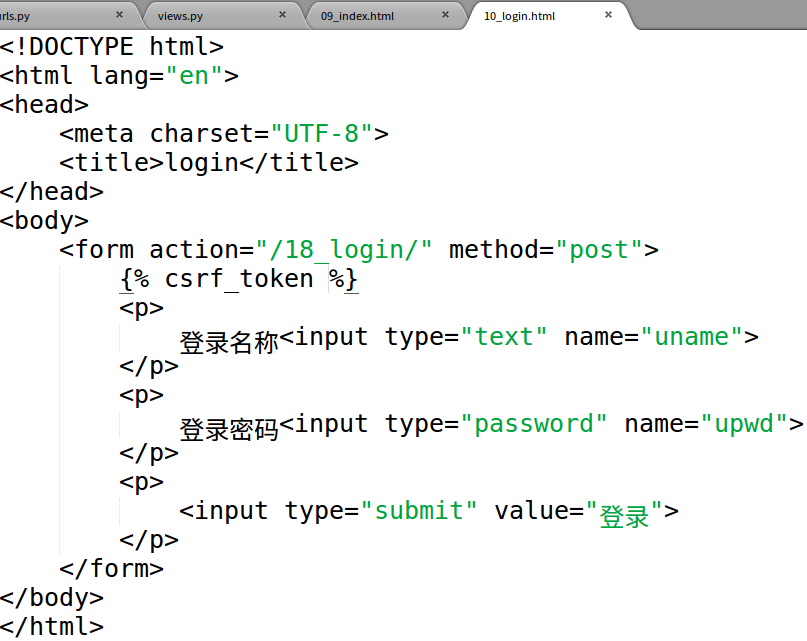 rls.py × views.py × 09_index.html × 10_login.html ×
<!DOCTYPE html>
<html lang="en">
<head>
    <meta charset="UTF-8">
    <title>login</title>
</head>
<body>
    <form action="/18_login/" method="post">
        {% csrf_token %}
        <p>
            登录名称<input type="text" name="uname">
        </p>
        <p>
            登录密码<input type="password" name="upwd">
        </p>
        <p>
            <input type="submit" value="登录">
        </p>
    </form>
</body>
</html>